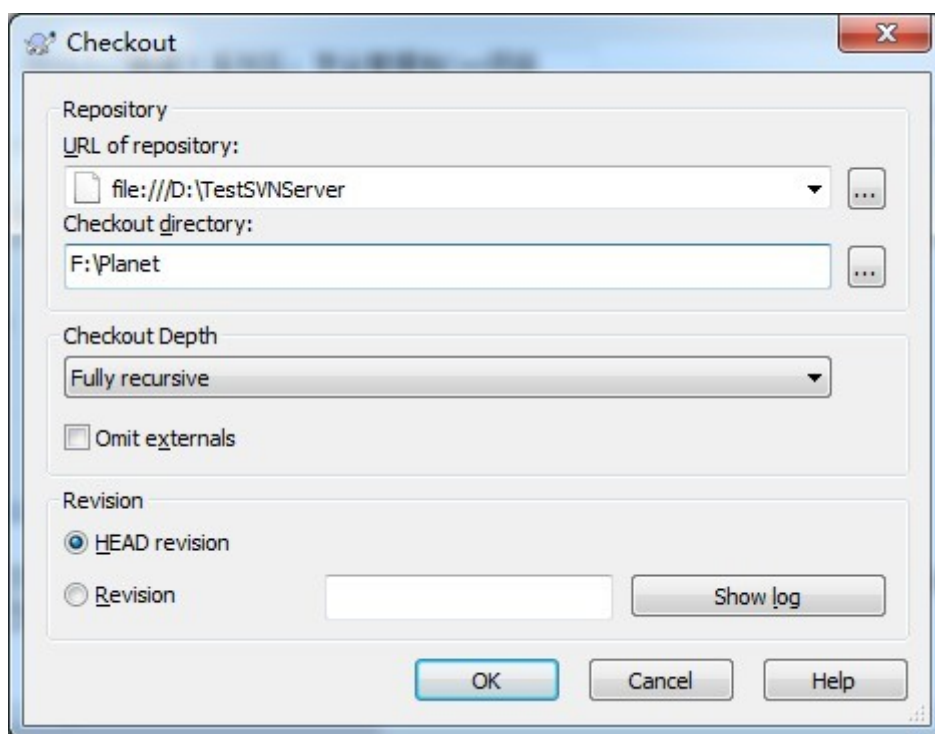 Checkout
Repository
URL of repository:
file:///D:\TestSVNServer
...
Checkout directory:
F:\Planet
...
Checkout Depth
Fully recursive
Omit externals
Revision
HEAD revision
Revision
Show log
OK
Cancel
Help